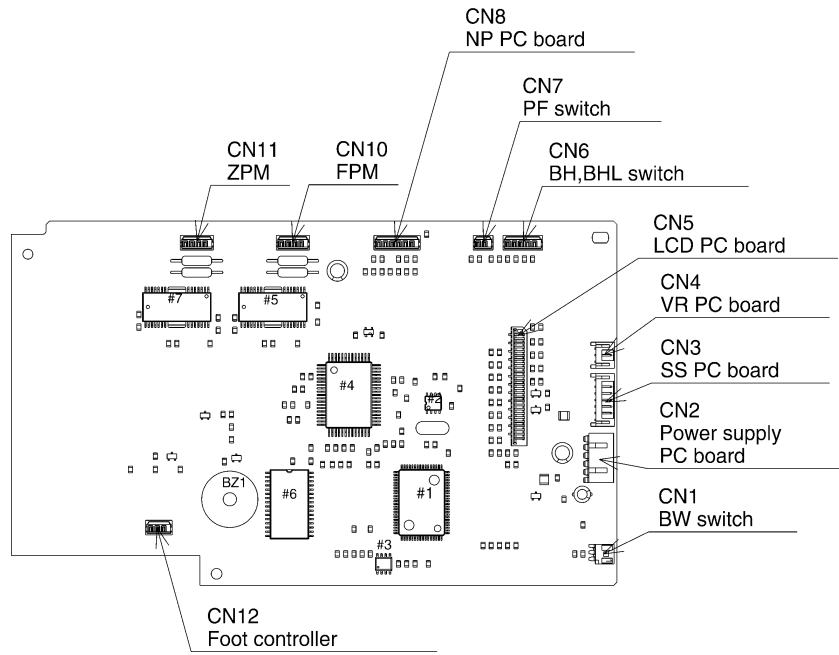 CN8
NP PC board
CN7
PF switch
CN11
ZPM
CN10
FPM
CN6
BH,BHL switch
CN5
LCD PC board
CN4
VR PC board
CN3
SS PC board
CN2
Power supply
PC board
CN1
BW switch
#7
#5
#4
#2
BZ1
#6
#1
#3
CN12
Foot controller